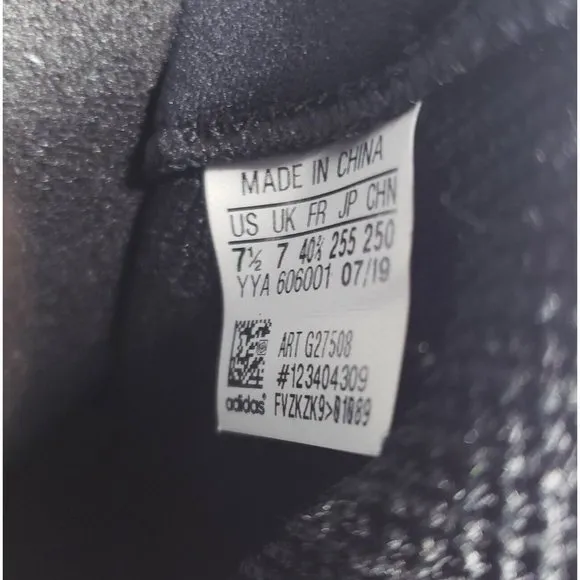 MADE IN CHINA
US UK FR JP CHN
7½ 7 40⅔ 255 250
YYA 606001 07/19
ART G27508
#123404309
adidas FVZKZK9>01089